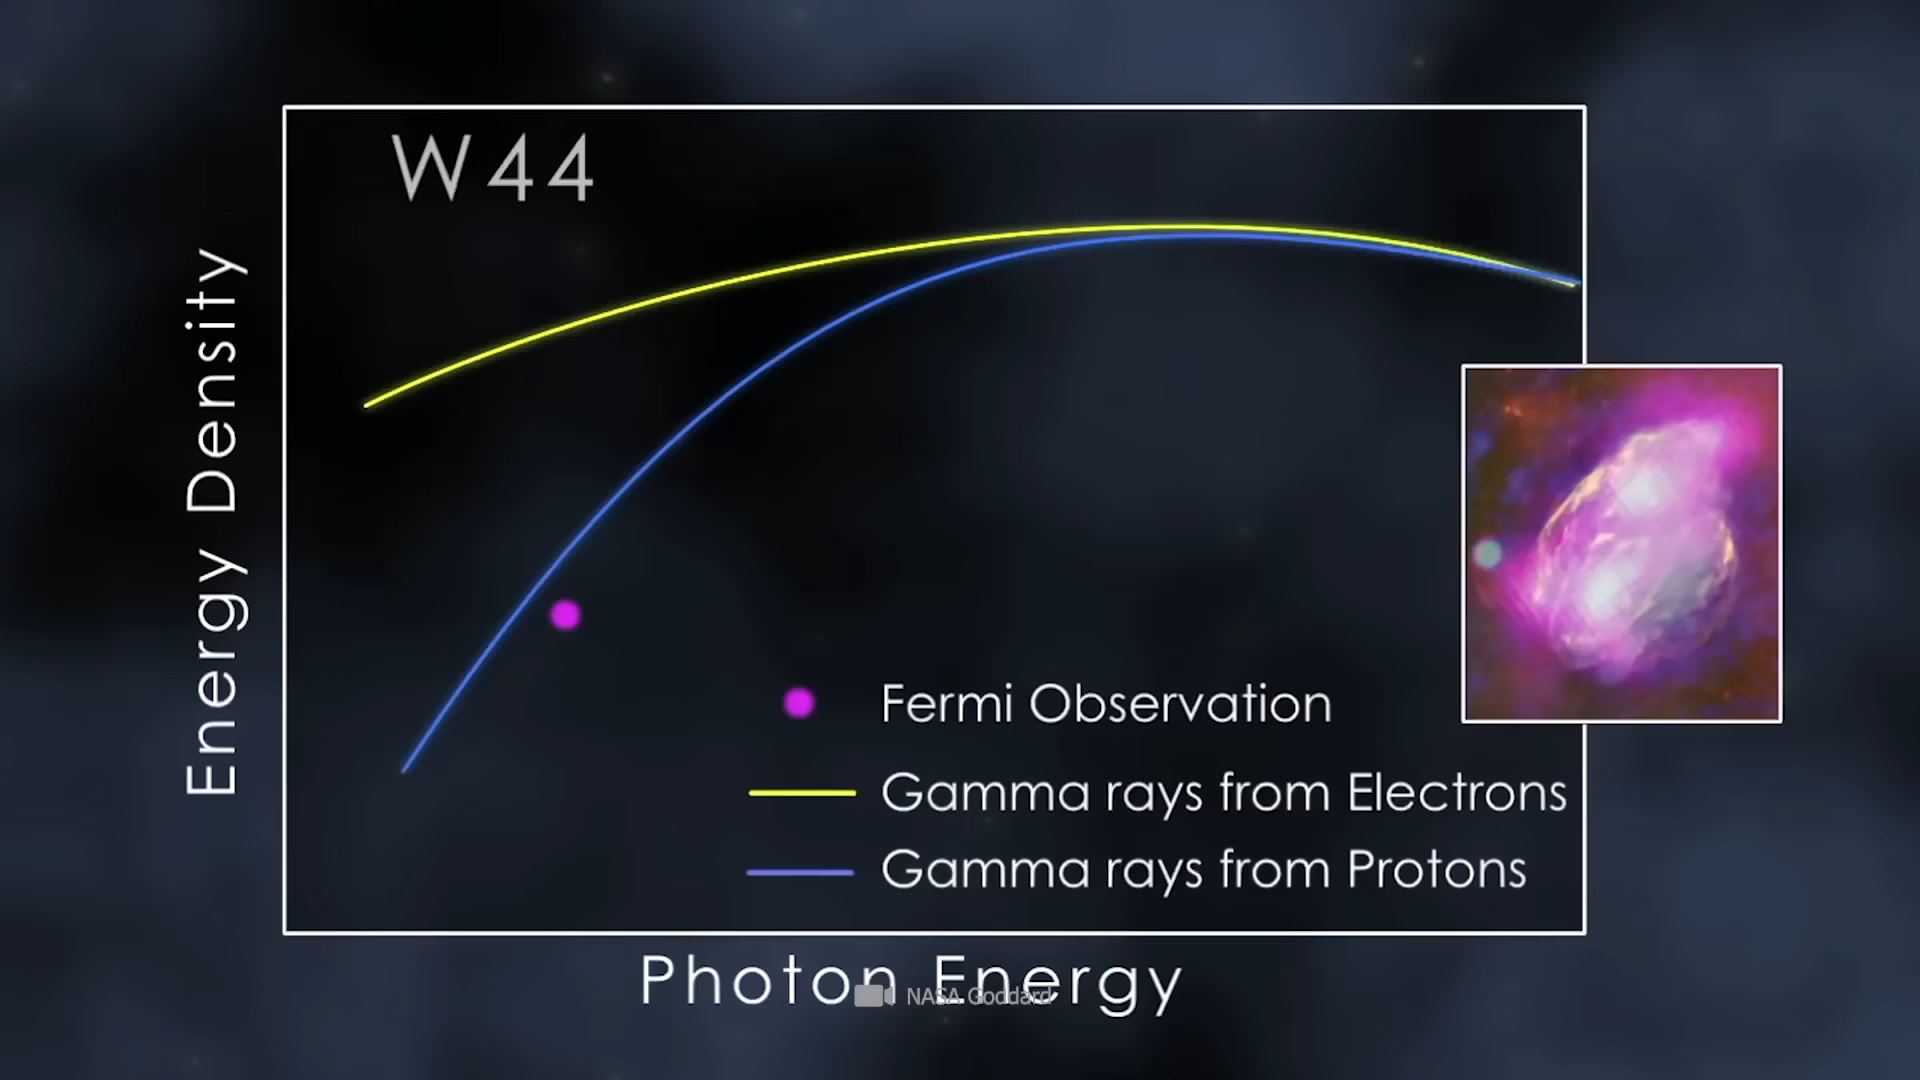 W44
Energy Density
Fermi Observation
Gamma rays from Electrons
Gamma rays from Protons
Photon Energy
NASA Goddard